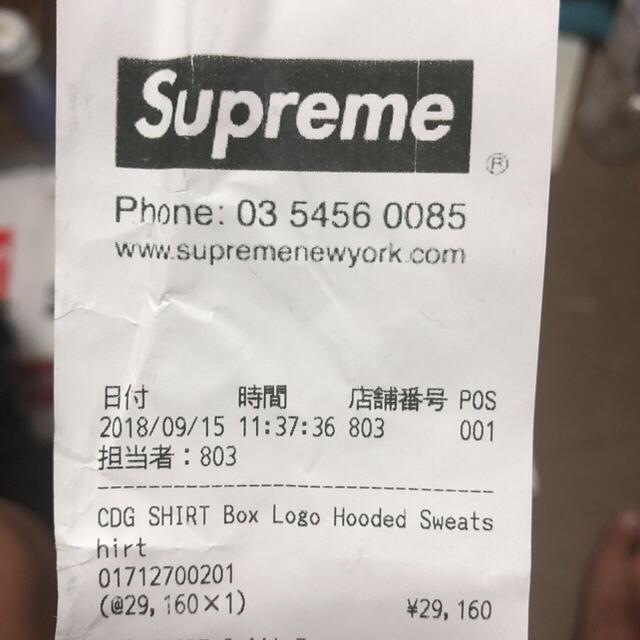 Supreme
®
Phone: 03 5456 0085
www.supremenewyork.com
日付 時間 店舗番号 POS
2018/09/15 11:37:36 803 001
担当者：803
CDG SHIRT Box Logo Hooded Sweats
hirt
01712700201
(@29,160×1) ¥29,160